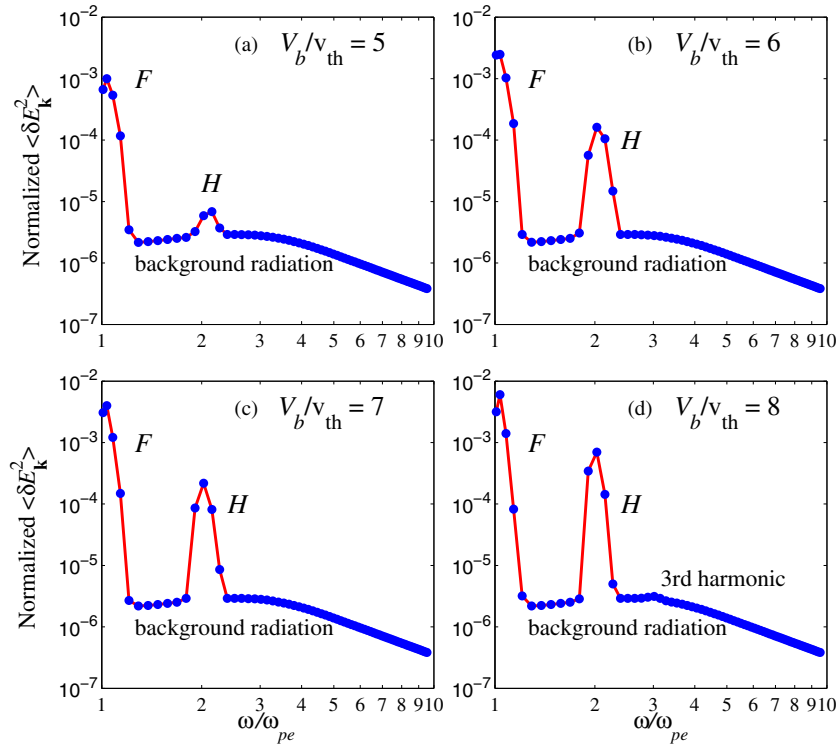 10⁻²
(a) V_b/v_th = 5
10⁻³
F
10⁻⁴
H
10⁻⁵
background radiation
10⁻⁶
10⁻⁷
1 2 3 4 5 6 7 8 9 10
Normalized <δE²_k>
10⁻²
(b) V_b/v_th = 6
10⁻³
F
10⁻⁴
H
10⁻⁵
background radiation
10⁻⁶
10⁻⁷
1 2 3 4 5 6 7 8 9 10
10⁻²
(c) V_b/v_th = 7
10⁻³
F
10⁻⁴
H
10⁻⁵
background radiation
10⁻⁶
10⁻⁷
1 2 3 4 5 6 7 8 9 10
Normalized <δE²_k>
ω/ω_pe
10⁻²
(d) V_b/v_th = 8
10⁻³
F
10⁻⁴
H
10⁻⁵
3rd harmonic
background radiation
10⁻⁶
10⁻⁷
1 2 3 4 5 6 7 8 9 10
ω/ω_pe